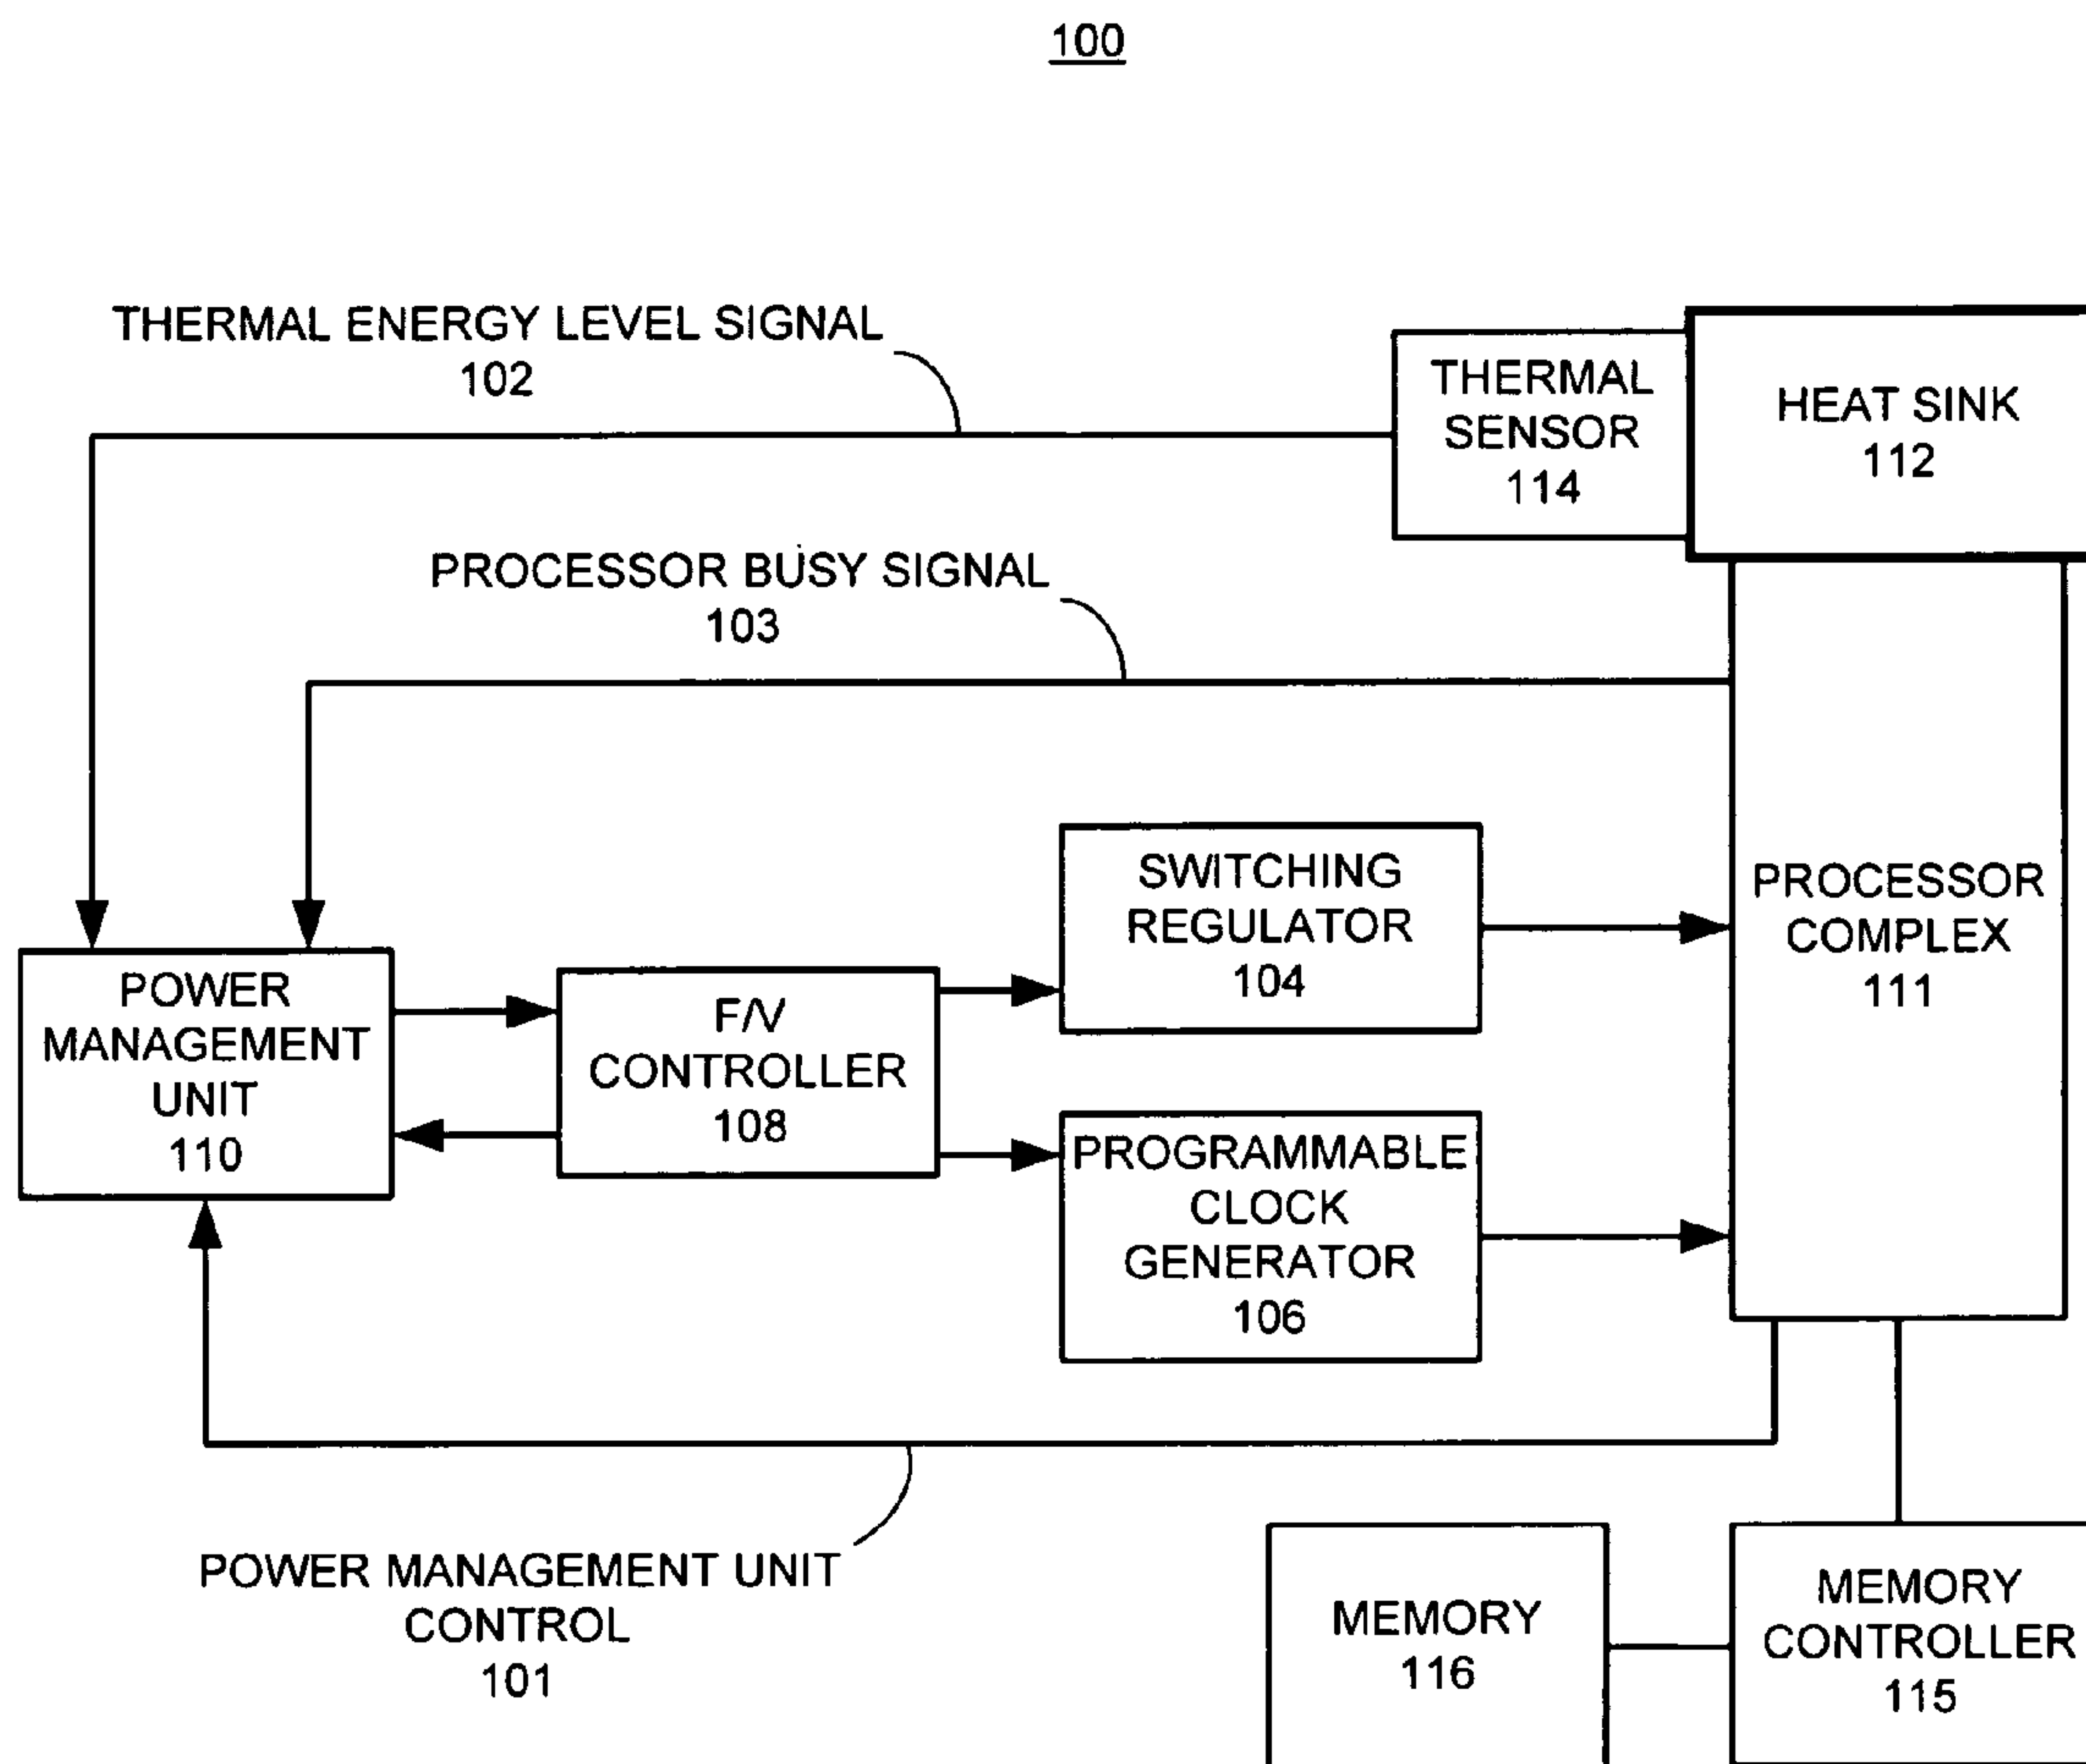 100
THERMAL ENERGY LEVEL SIGNAL
102
THERMAL
SENSOR
114
HEAT SINK
112
PROCESSOR BUSY SIGNAL
103
SWITCHING
REGULATOR
104
PROCESSOR
COMPLEX
111
POWER
MANAGEMENT
UNIT
110
F/V
CONTROLLER
108
PROGRAMMABLE
CLOCK
GENERATOR
106
POWER MANAGEMENT UNIT
CONTROL
101
MEMORY
116
MEMORY
CONTROLLER
115